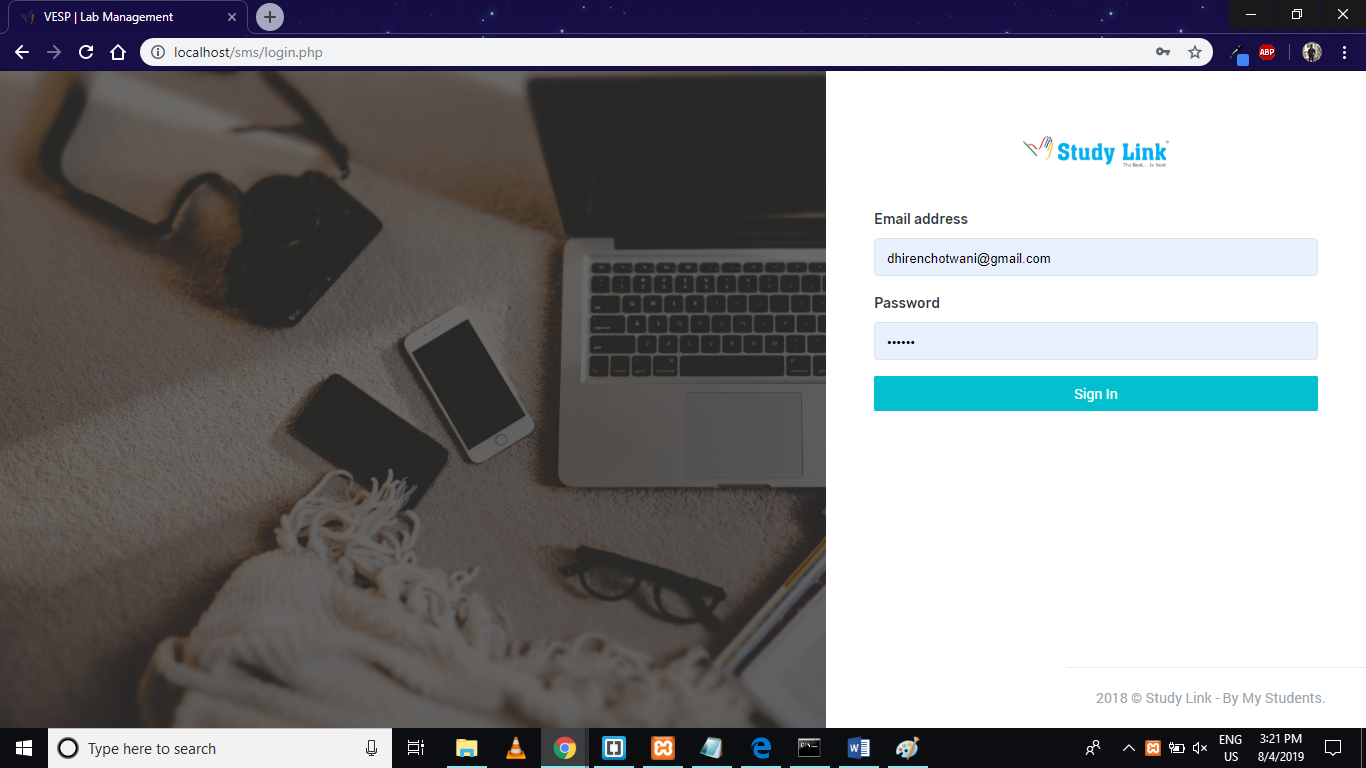 VESP | Lab Management
localhost/sms/login.php
ABP
Study Link
The Best... Is Next
Email address
dhirenchotwani@gmail.com
Password
••••••
Sign In
2018 © Study Link - By My Students.
Type here to search
ENG
US
3:21 PM
8/4/2019